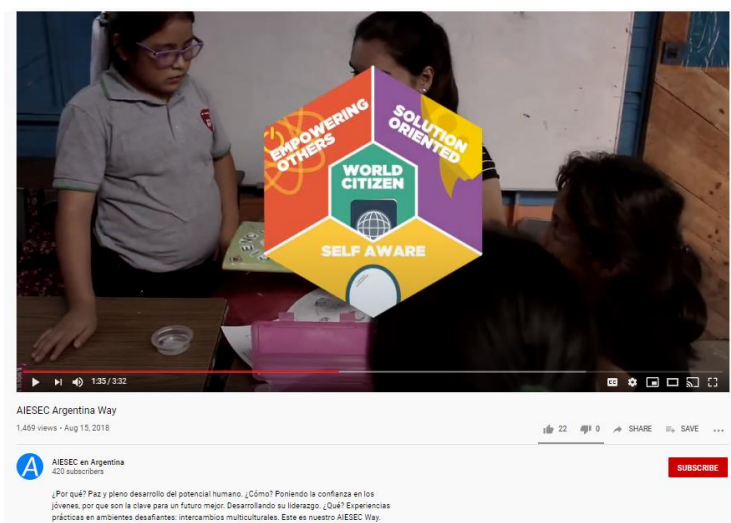 EMPOWERING
OTHERS
SOLUTION
ORIENTED
WORLD
CITIZEN
SELF AWARE
1:35 / 3:32
CC
AIESEC Argentina Way
1,469 views • Aug 15, 2018
22
0
SHARE
SAVE
A
AIESEC en Argentina
420 subscribers
SUBSCRIBE
¿Por qué? Paz y pleno desarrollo del potencial humano. ¿Cómo? Poniendo la confianza en los
jóvenes, por que son la clave para un futuro mejor. Desarrollando su liderazgo. ¿Qué? Experiencias
prácticas en ambientes desafiantes: intercambios multiculturales. Este es nuestro AIESEC Way.